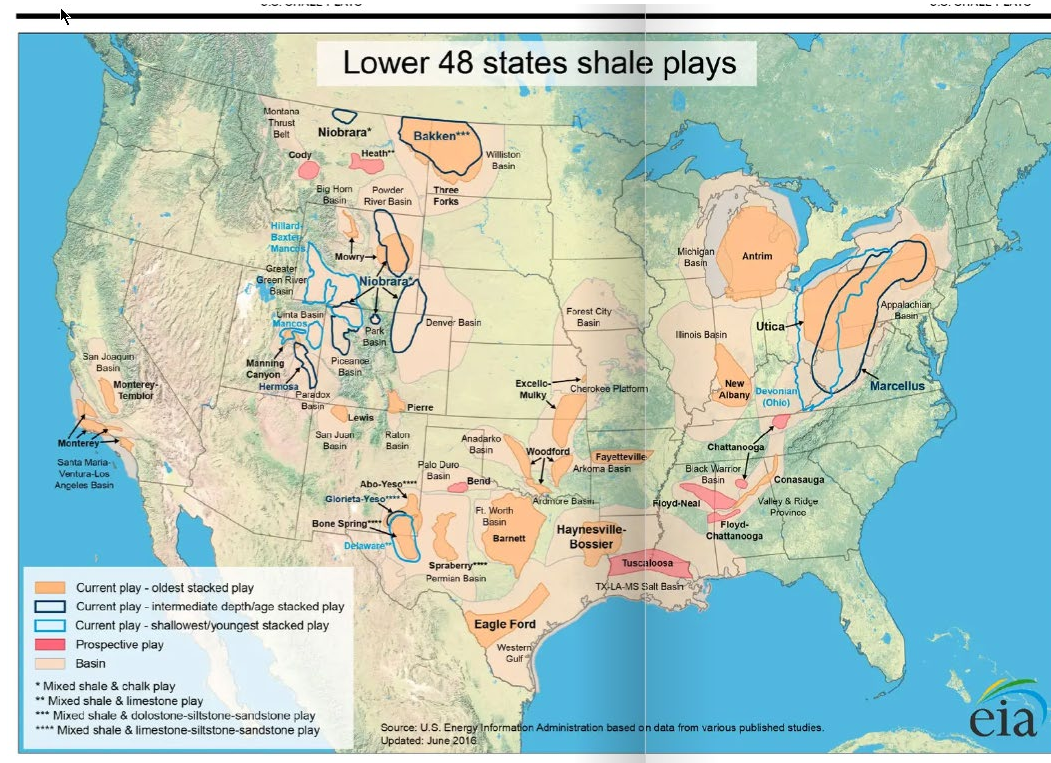 U.S. SHALE PLAYS
U.S. SHALE PLAYS
Lower 48 states shale plays
Montana
Thrust
Belt
Niobrara*
Bakken***
Cody
Heath**
Williston
Basin
Big Horn
Basin
Powder
River Basin
Three
Forks
Hilliard-
Baxter-
Mancos
Mowry
Greater
Green River
Basin
Niobrara*
Michigan
Basin
Antrim
Uinta Basin
Mancos
Park
Basin
Denver Basin
Forest City
Basin
Illinois Basin
Utica
Appalachian
Basin
San Joaquin
Basin
Monterey-
Temblor
Manning
Canyon
Hermosa
Piceance
Basin
Paradox
Basin
Excello-
Mulky
Cherokee Platform
New
Albany
Devonian
(Ohio)
Marcellus
Lewis
Pierre
Monterey
Santa Maria-
Ventura-Los
Angeles Basin
San Juan
Basin
Raton
Basin
Anadarko
Basin
Woodford
Fayetteville
Arkoma Basin
Chattanooga
Palo Duro
Basin
Bend
Black Warrior
Basin
Conasauga
Abo-Yeso****
Glorieta-Yeso****
Ardmore Basin
Floyd-Neal
Valley & Ridge
Province
Bone Spring****
Delaware**
Ft. Worth
Basin
Barnett
Haynesville-
Bossier
Floyd-
Chattanooga
Spraberry****
Permian Basin
Tuscaloosa
TX-LA-MS Salt Basin
Eagle Ford
Western
Gulf
Current play - oldest stacked play
Current play - intermediate depth/age stacked play
Current play - shallowest/youngest stacked play
Prospective play
Basin
* Mixed shale & chalk play
** Mixed shale & limestone play
*** Mixed shale & dolostone-siltstone-sandstone play
**** Mixed shale & limestone-siltstone-sandstone play
Source: U.S. Energy Information Administration based on data from various published studies.
Updated: June 2016
eia